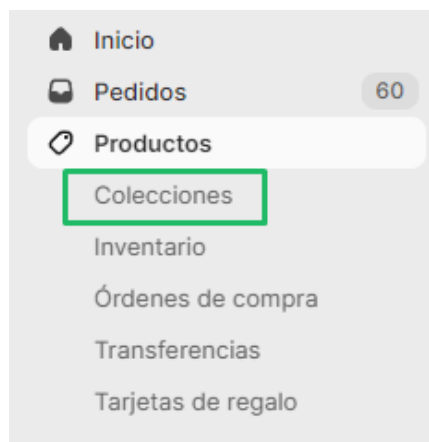 Inicio
Pedidos 60
Productos
Colecciones
Inventario
Órdenes de compra
Transferencias
Tarjetas de regalo